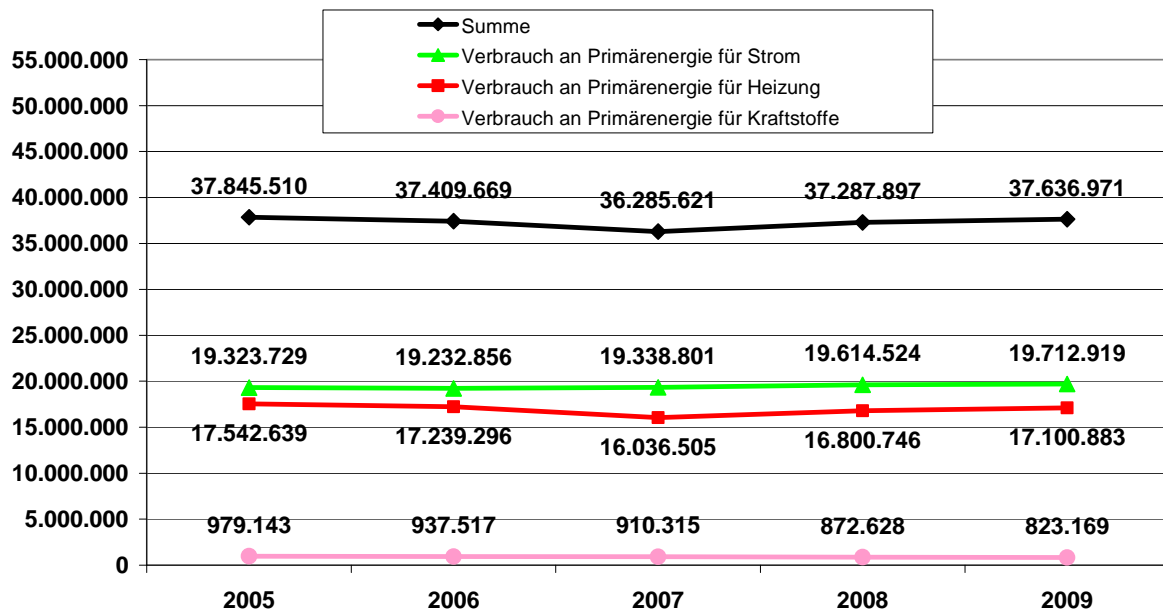 Summe
Verbrauch an Primärenergie für Strom
Verbrauch an Primärenergie für Heizung
Verbrauch an Primärenergie für Kraftstoffe
55.000.000
50.000.000
45.000.000
40.000.000
35.000.000
30.000.000
25.000.000
20.000.000
15.000.000
10.000.000
5.000.000
0
37.845.510 37.409.669 36.285.621 37.287.897 37.636.971
19.323.729 19.232.856 19.338.801 19.614.524 19.712.919
17.542.639 17.239.296 16.036.505 16.800.746 17.100.883
979.143 937.517 910.315 872.628 823.169
2005 2006 2007 2008 2009